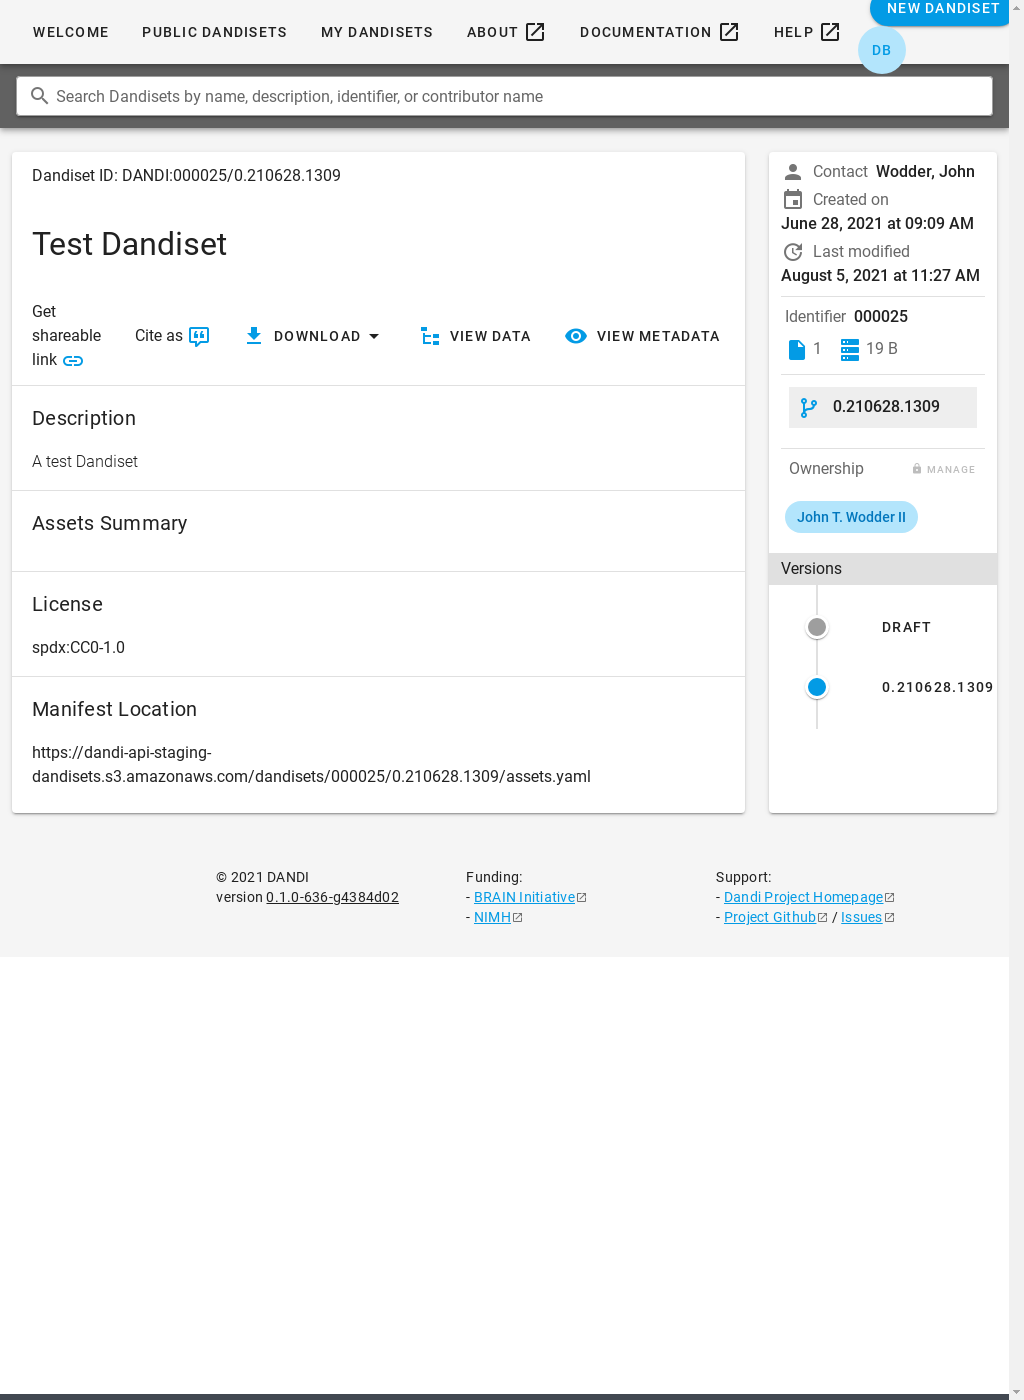 WELCOME
PUBLIC DANDISETS
MY DANDISETS
ABOUT
DOCUMENTATION
HELP
NEW DANDISET
DB
Search Dandisets by name, description, identifier, or contributor name
Dandiset ID: DANDI:000025/0.210628.1309
Test Dandiset
Get
shareable
link
Cite as
DOWNLOAD
VIEW DATA
VIEW METADATA
Description
A test Dandiset
Assets Summary
License
spdx:CC0-1.0
Manifest Location
https://dandi-api-staging-
dandisets.s3.amazonaws.com/dandisets/000025/0.210628.1309/assets.yaml
Contact Wodder, John
Created on
June 28, 2021 at 09:09 AM
Last modified
August 5, 2021 at 11:27 AM
Identifier 000025
1 19 B
0.210628.1309
Ownership MANAGE
John T. Wodder II
Versions
DRAFT
0.210628.1309
© 2021 DANDI
version 0.1.0-636-g4384d02
Funding:
- BRAIN Initiative
- NIMH
Support:
- Dandi Project Homepage
- Project Github / Issues